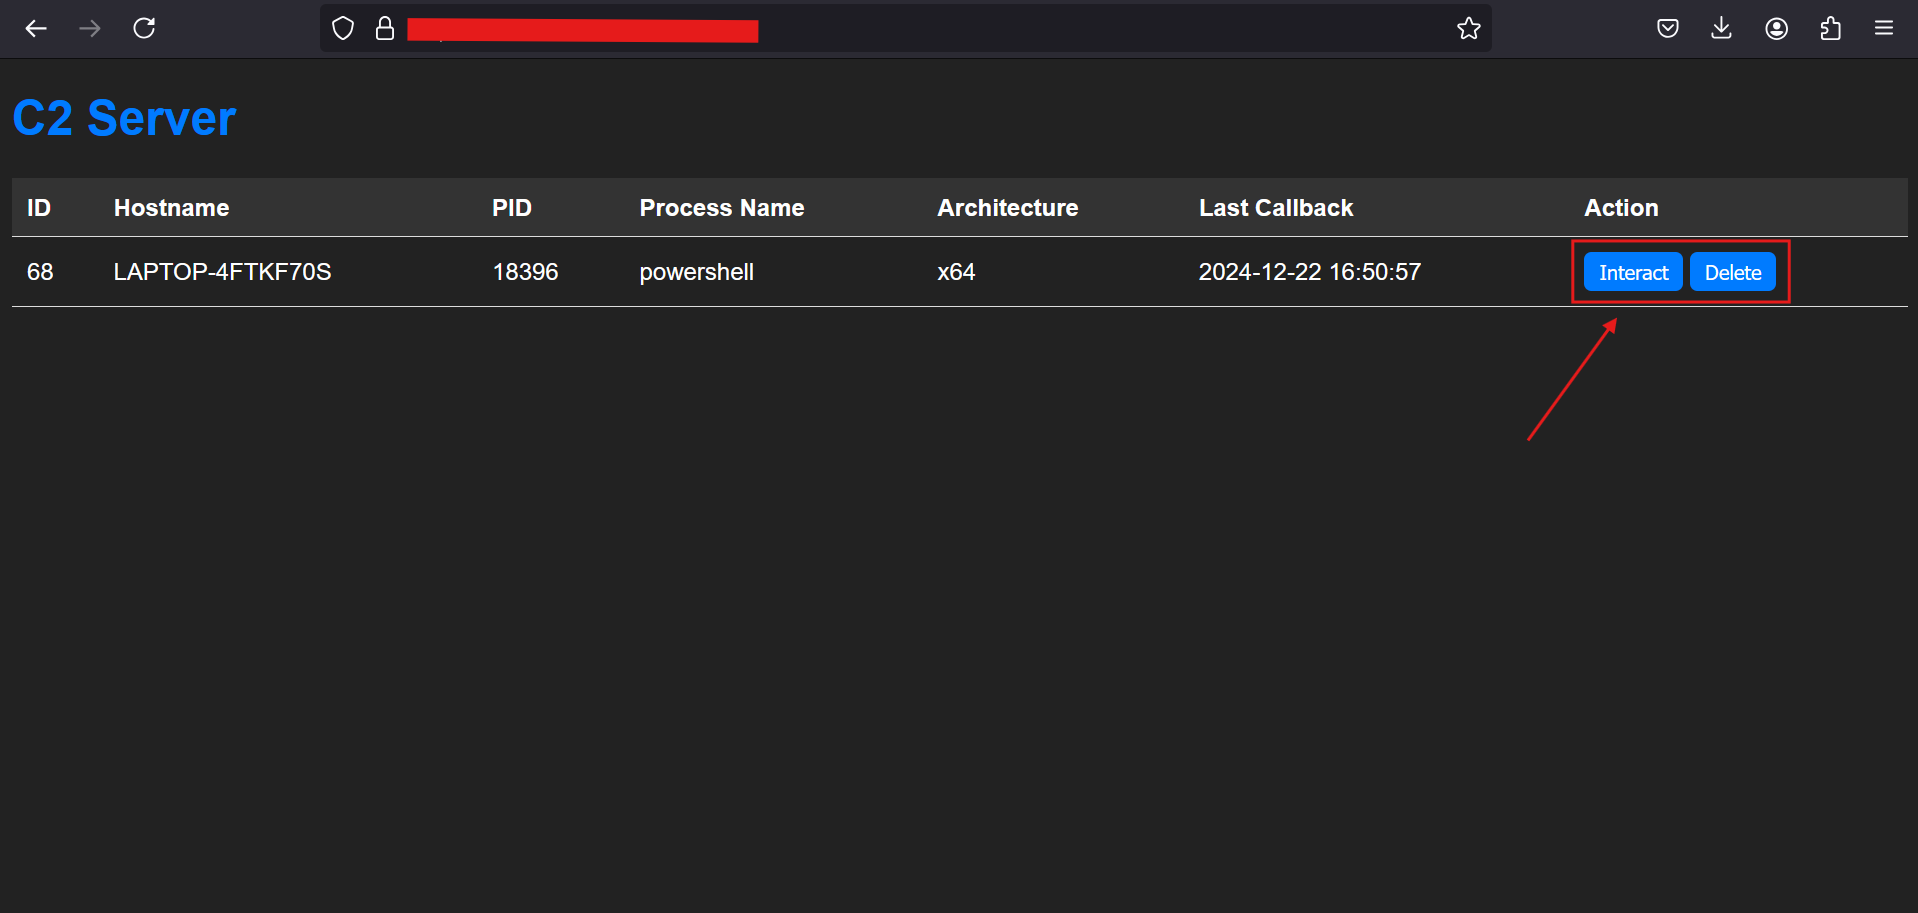 C2 Server
ID Hostname PID Process Name Architecture Last Callback Action
68 LAPTOP-4FTKF70S 18396 powershell x64 2024-12-22 16:50:57 Interact Delete